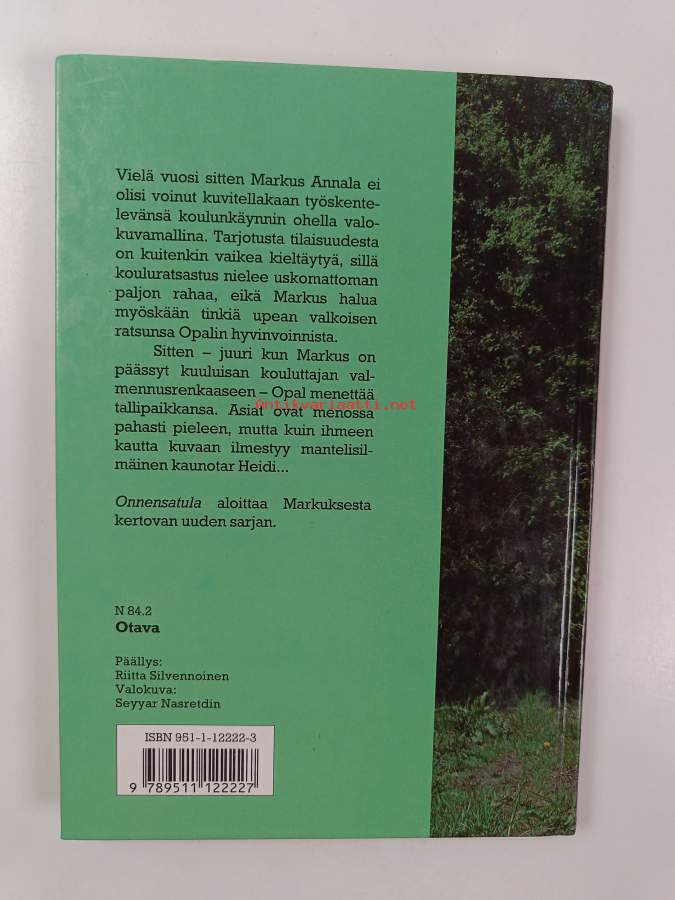 Vielä vuosi sitten Markus Annala ei
olisi voinut kuvitellakaan työskente-
levänsä koulunkäynnin ohella valo-
kuvamallina. Tarjotusta tilaisuudesta
on kuitenkin vaikea kieltäytyä, sillä
kouluratsastus nielee uskomattoman
paljon rahaa, eikä Markus halua
myöskään tinkiä upean valkoisen
ratsunsa Opalin hyvinvoinnista.
Sitten – juuri kun Markus on
päässyt kuuluisan kouluttajan val-
mennusrenkaaseen – Opal menettää
tallipaikkansa. Asiat ovat menossa
Antikvariaatti.net
pahasti pieleen, mutta kuin ihmeen
kautta kuvaan ilmestyy mantelisil-
mäinen kaunotar Heidi...
Onnensatula aloittaa Markuksesta
kertovan uuden sarjan.
N 84.2
Otava
Päällys:
Riitta Silvennoinen
Valokuva:
Seyyar Nasretdin
ISBN 951-1-12222-3
9 789511 122227